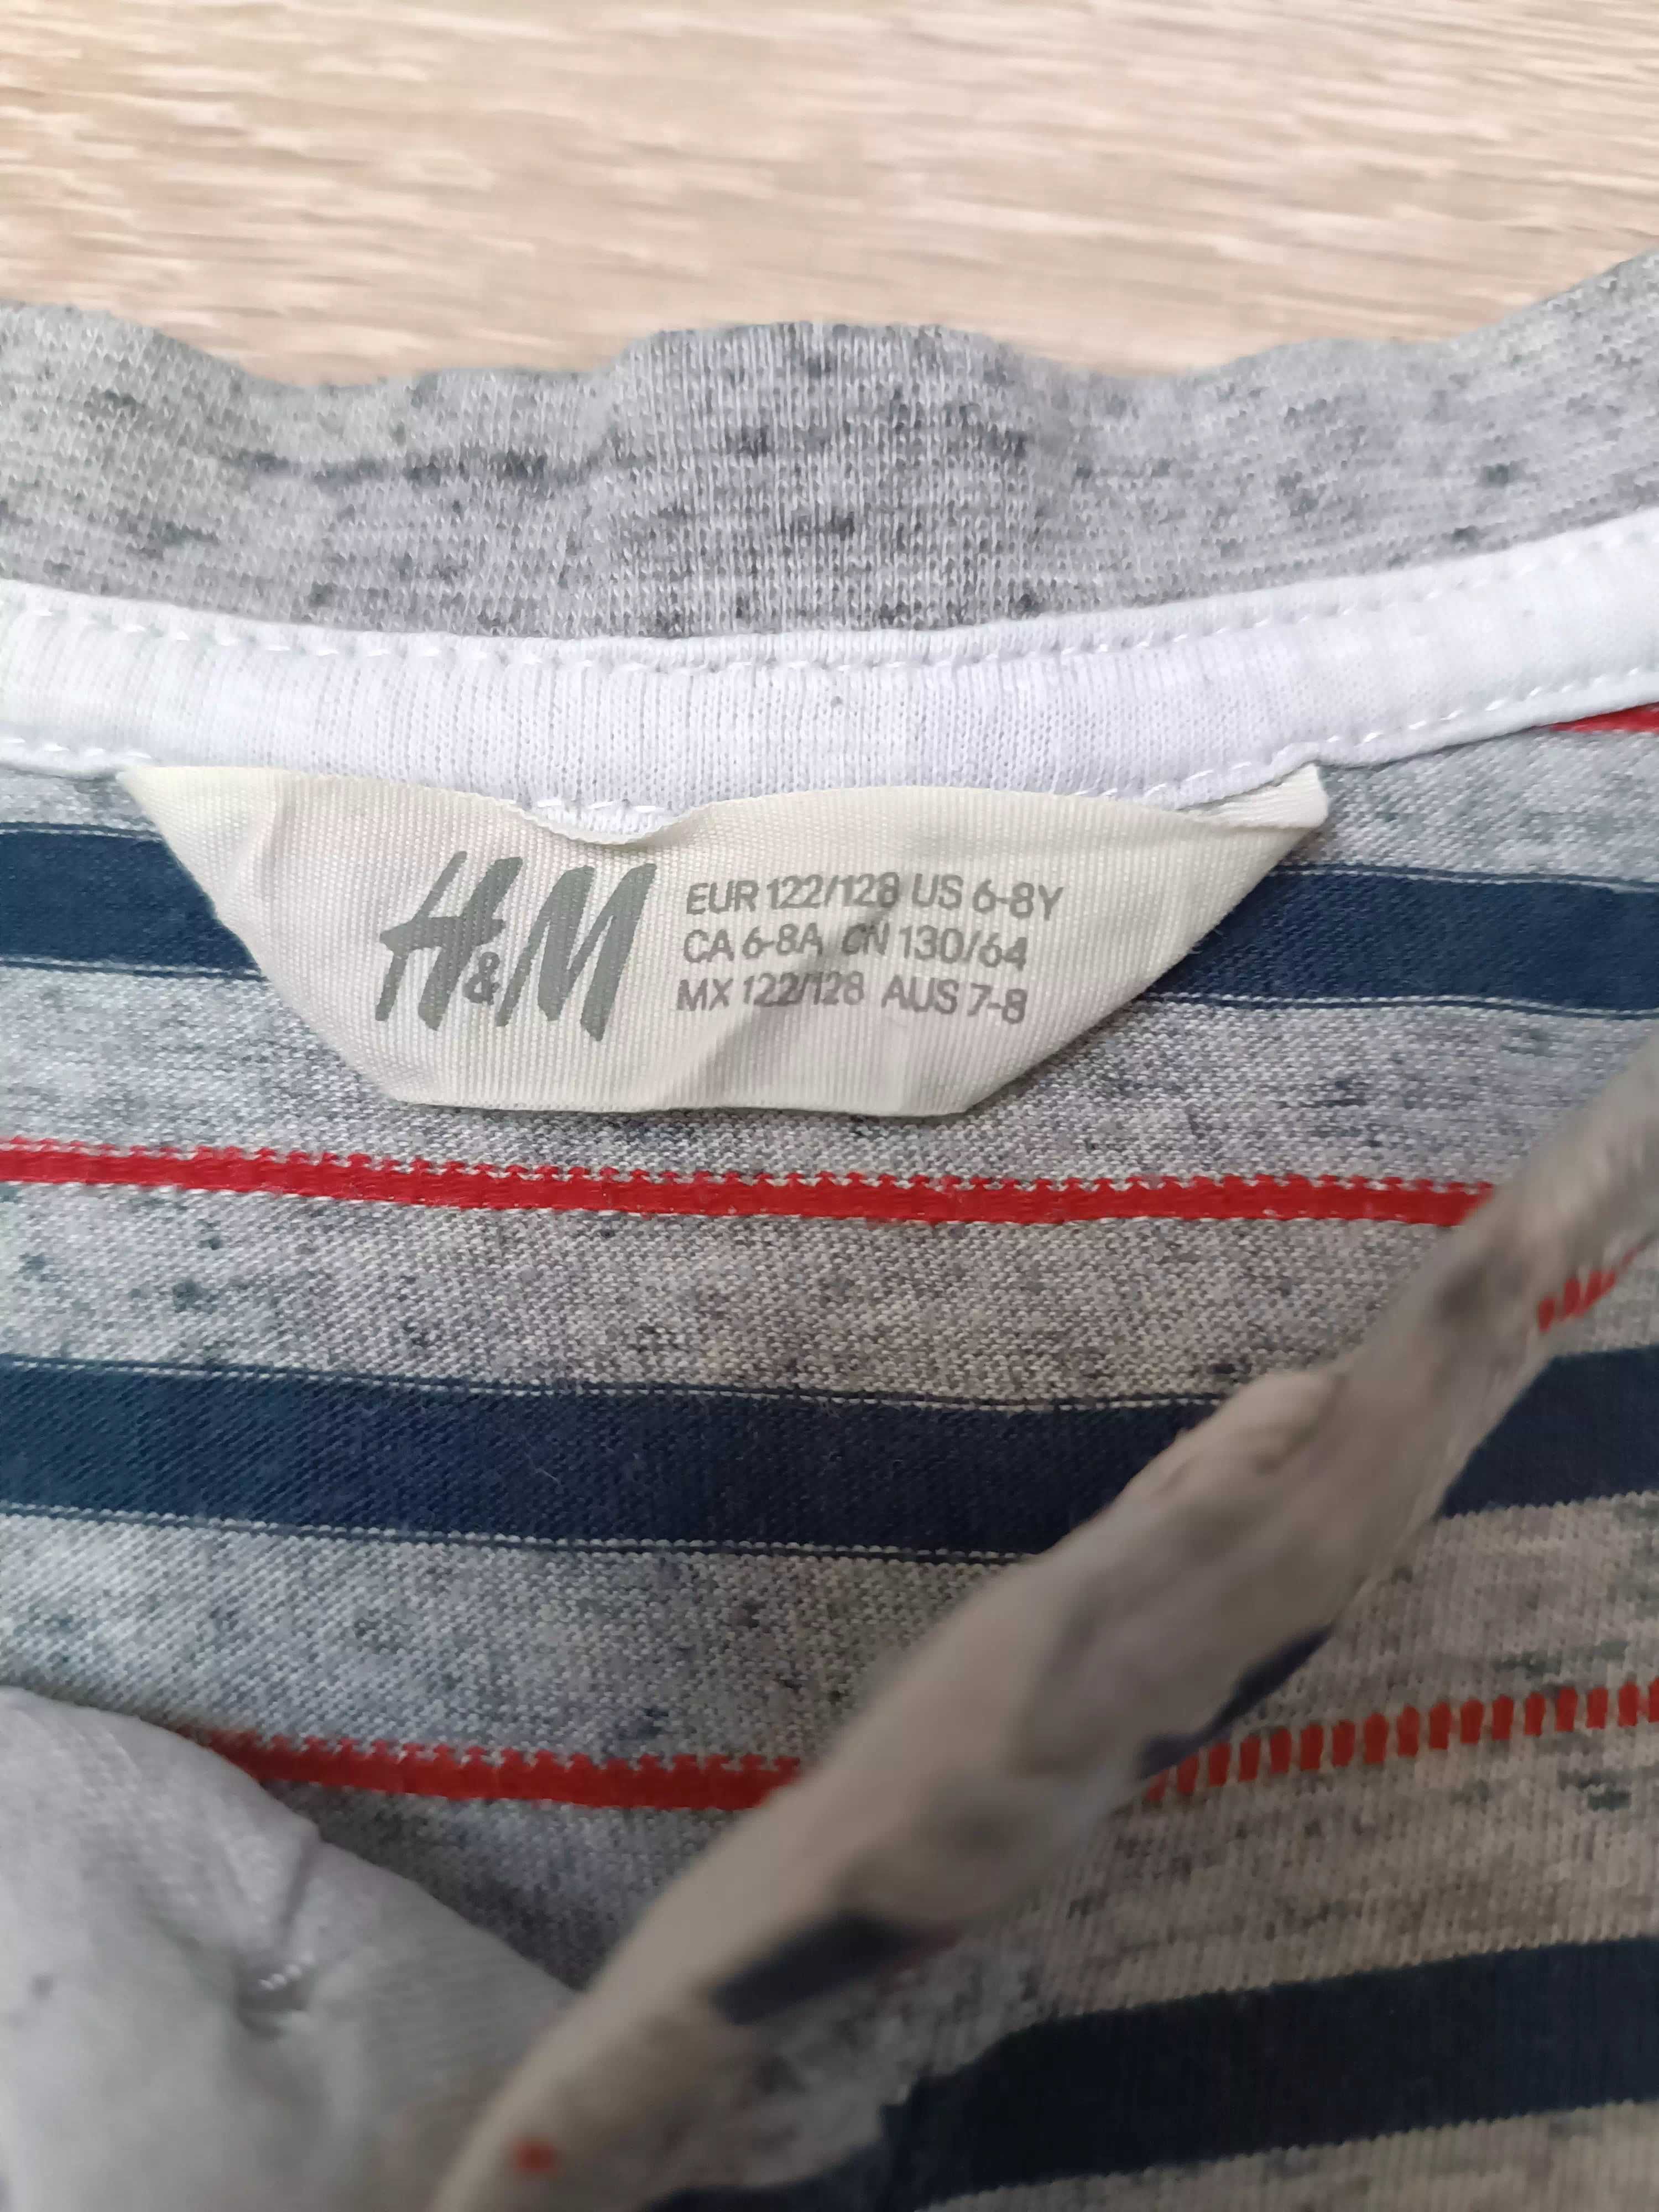 H&M
EUR 122/128 US 6-8Y
CA 6-8A CN 130/64
MX 122/128 AUS 7-8